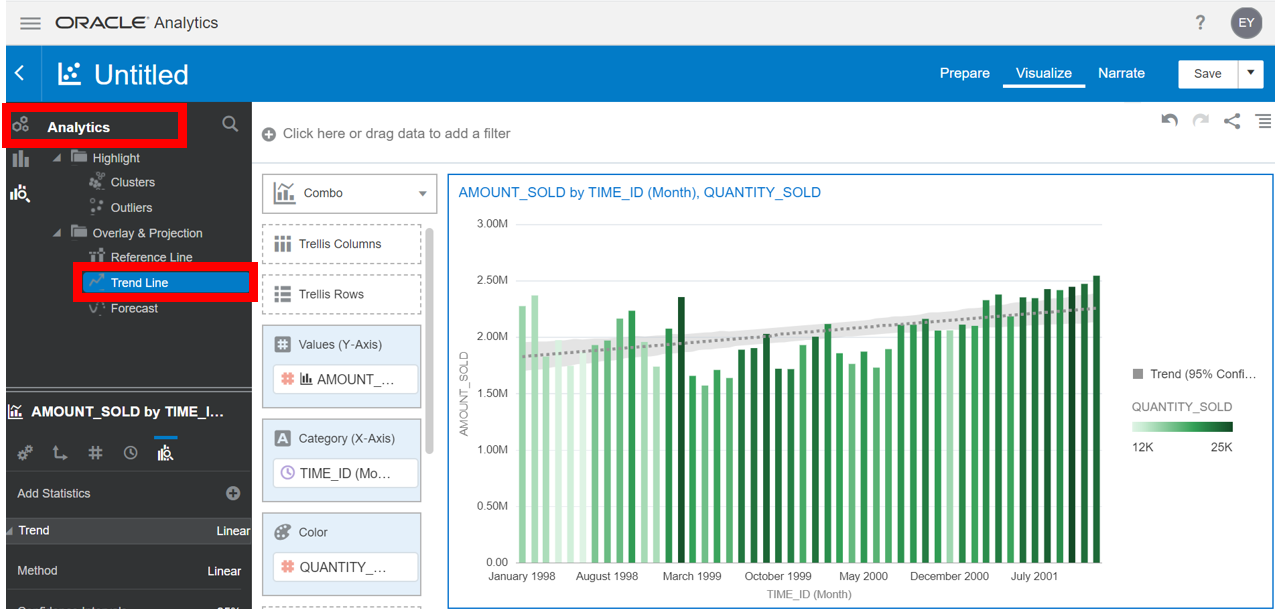 ORACLE Analytics
?
EY
Untitled
Prepare
Visualize
Narrate
Save
Analytics
Highlight
Clusters
Outliers
Overlay & Projection
Reference Line
Trend Line
Forecast
AMOUNT_SOLD by TIME_I...
Add Statistics
Trend
Linear
Method
Linear
Click here or drag data to add a filter
Combo
Trellis Columns
Trellis Rows
Values (Y-Axis)
AMOUNT_...
A
Category (X-Axis)
TIME_ID (Mo...
Color
QUANTITY_...
AMOUNT_SOLD by TIME_ID (Month), QUANTITY_SOLD
3.00M
2.50M
2.00M
1.50M
1.00M
0.50M
0.00
AMOUNT_SOLD
January 1998
August 1998
March 1999
October 1999
May 2000
December 2000
July 2001
TIME_ID (Month)
Trend (95% Confi...
QUANTITY_SOLD
12K
25K